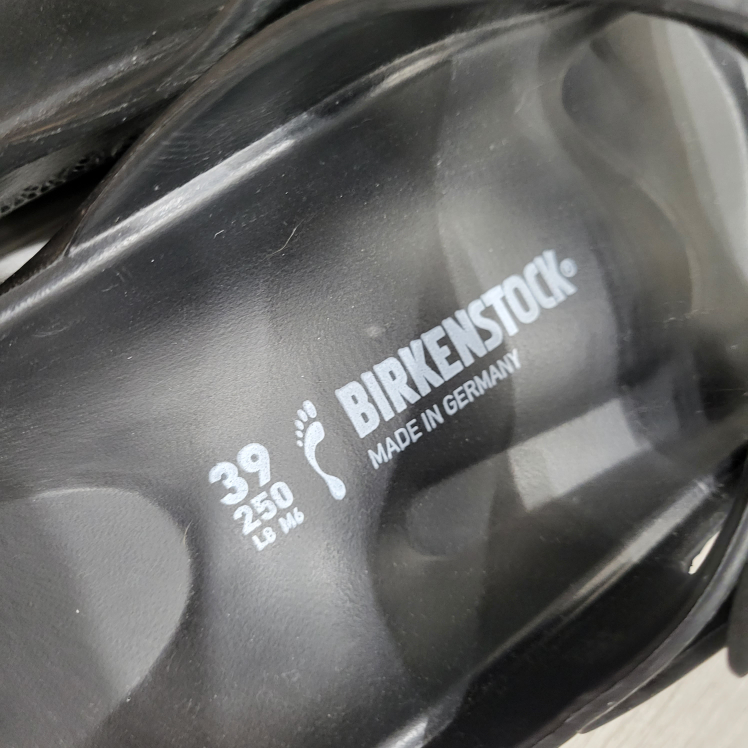 BIRKENSTOCK®
MADE IN GERMANY
39
250
L8 M6